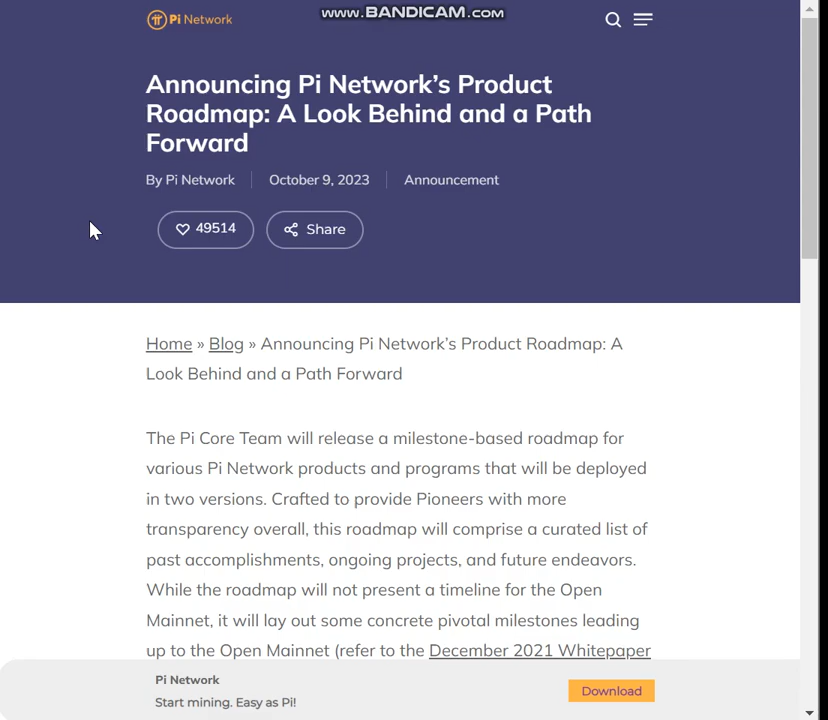 www.BANDICAM.com
Pi Network
Announcing Pi Network’s Product
Roadmap: A Look Behind and a Path
Forward
By Pi Network October 9, 2023 Announcement
49514 Share
Home » Blog » Announcing Pi Network’s Product Roadmap: A
Look Behind and a Path Forward
The Pi Core Team will release a milestone-based roadmap for
various Pi Network products and programs that will be deployed
in two versions. Crafted to provide Pioneers with more
transparency overall, this roadmap will comprise a curated list of
past accomplishments, ongoing projects, and future endeavors.
While the roadmap will not present a timeline for the Open
Mainnet, it will lay out some concrete pivotal milestones leading
up to the Open Mainnet (refer to the December 2021 Whitepaper
Pi Network
Start mining. Easy as Pi!
Download